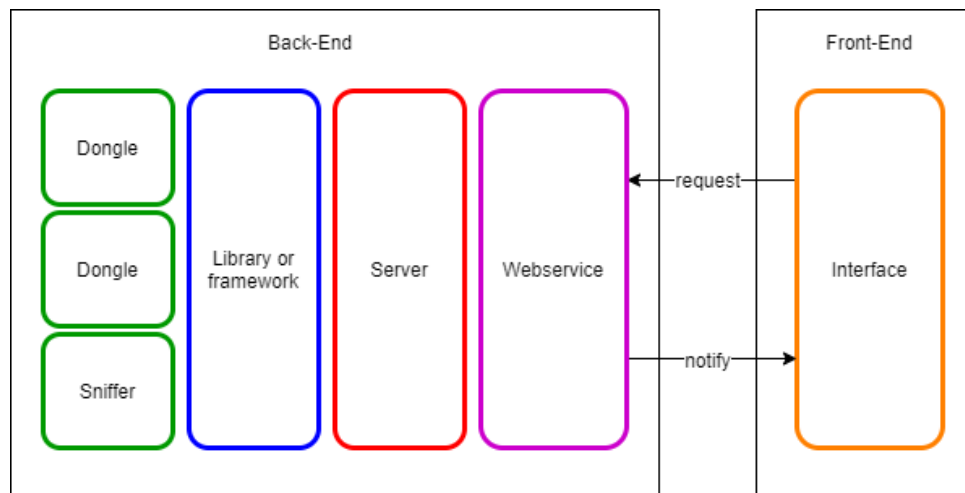 Back-End
Front-End
Dongle
Dongle
Sniffer
Library or
framework
Server
Webservice
request
notify
Interface